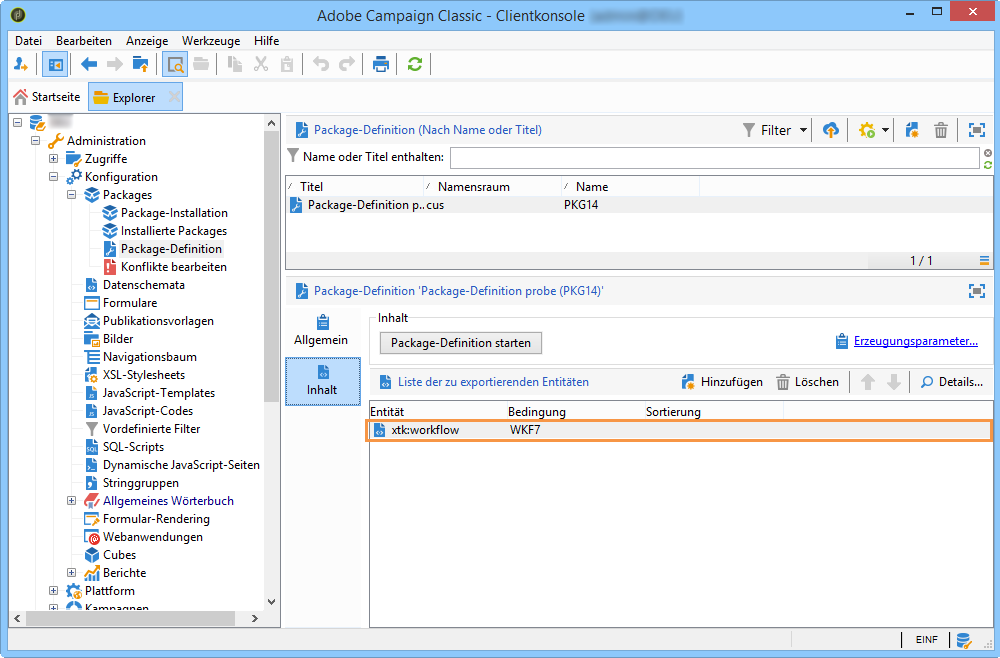 Adobe Campaign Classic - Clientkonsole
Datei Bearbeiten Anzeige Werkzeuge Hilfe
Startseite Explorer
Administration
Zugriffe
Konfiguration
Packages
Package-Installation
Installierte Packages
Package-Definition
Konflikte bearbeiten
Datenschemata
Formulare
Publikationsvorlagen
Bilder
Navigationsbaum
XSL-Stylesheets
JavaScript-Templates
JavaScript-Codes
Vordefinierte Filter
SQL-Scripts
Dynamische JavaScript-Seiten
Stringgruppen
Allgemeines Wörterbuch
Formular-Rendering
Webanwendungen
Cubes
Berichte
Plattform
Kampagnen
Package-Definition (Nach Name oder Titel) Filter
Name oder Titel enthalten:
Titel Namensraum Name
Package-Definition p.. cus PKG14
1 / 1
Package-Definition 'Package-Definition probe (PKG14)'
Allgemein
Inhalt
Inhalt
Package-Definition starten Erzeugungsparameter...
Liste der zu exportierenden Entitäten Hinzufügen Löschen Details...
Entität Bedingung Sortierung
xtk:workflow WKF7
EINF